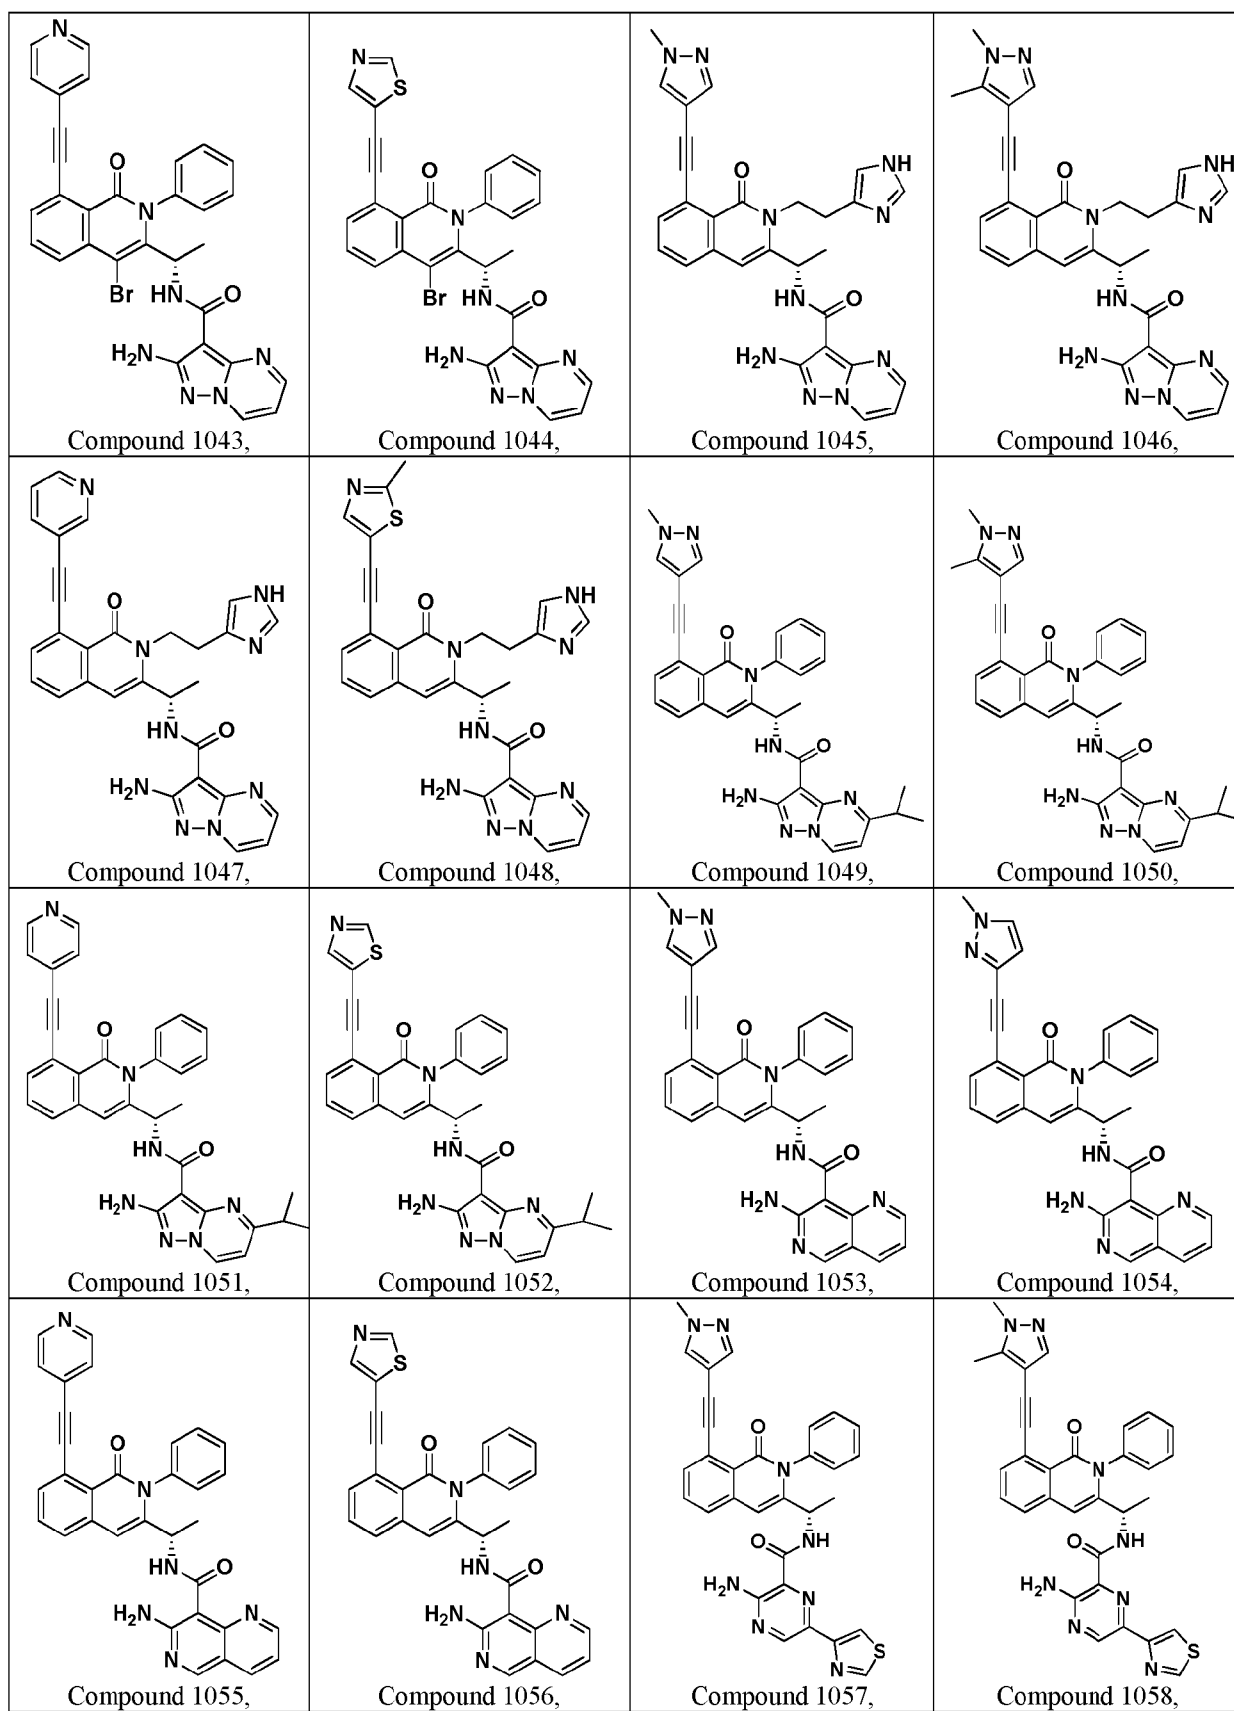 Compound 1043,
Compound 1044,
Compound 1045,
Compound 1046,
Compound 1047,
Compound 1048,
Compound 1049,
Compound 1050,
Compound 1051,
Compound 1052,
Compound 1053,
Compound 1054,
Compound 1055,
Compound 1056,
Compound 1057,
Compound 1058,